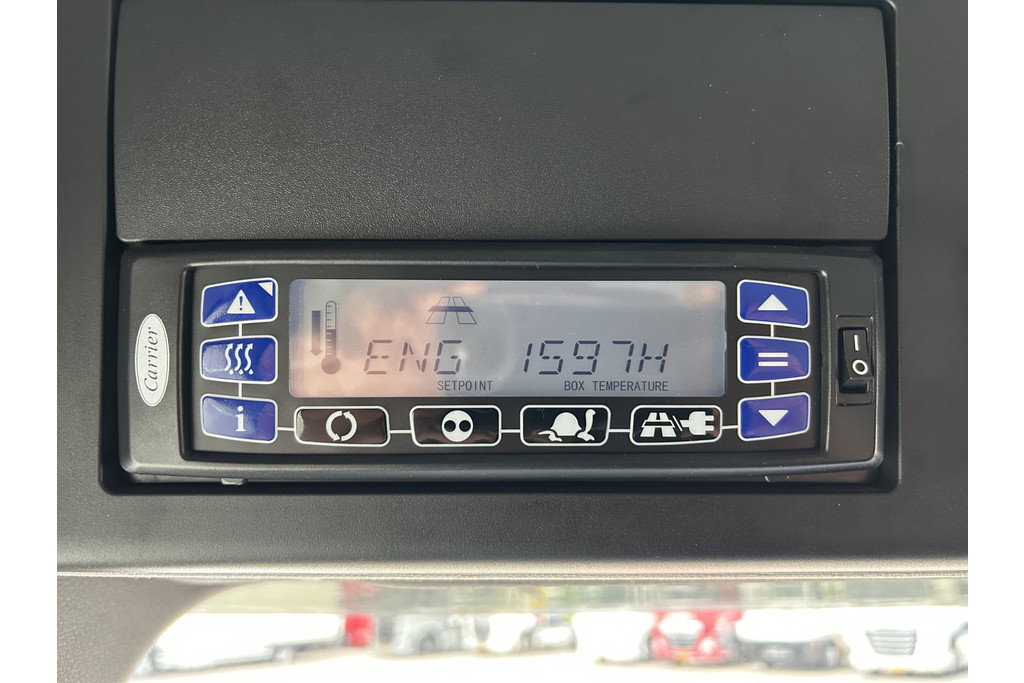 Carrier
ENG 1597H
SETPOINT BOX TEMPERATURE
i